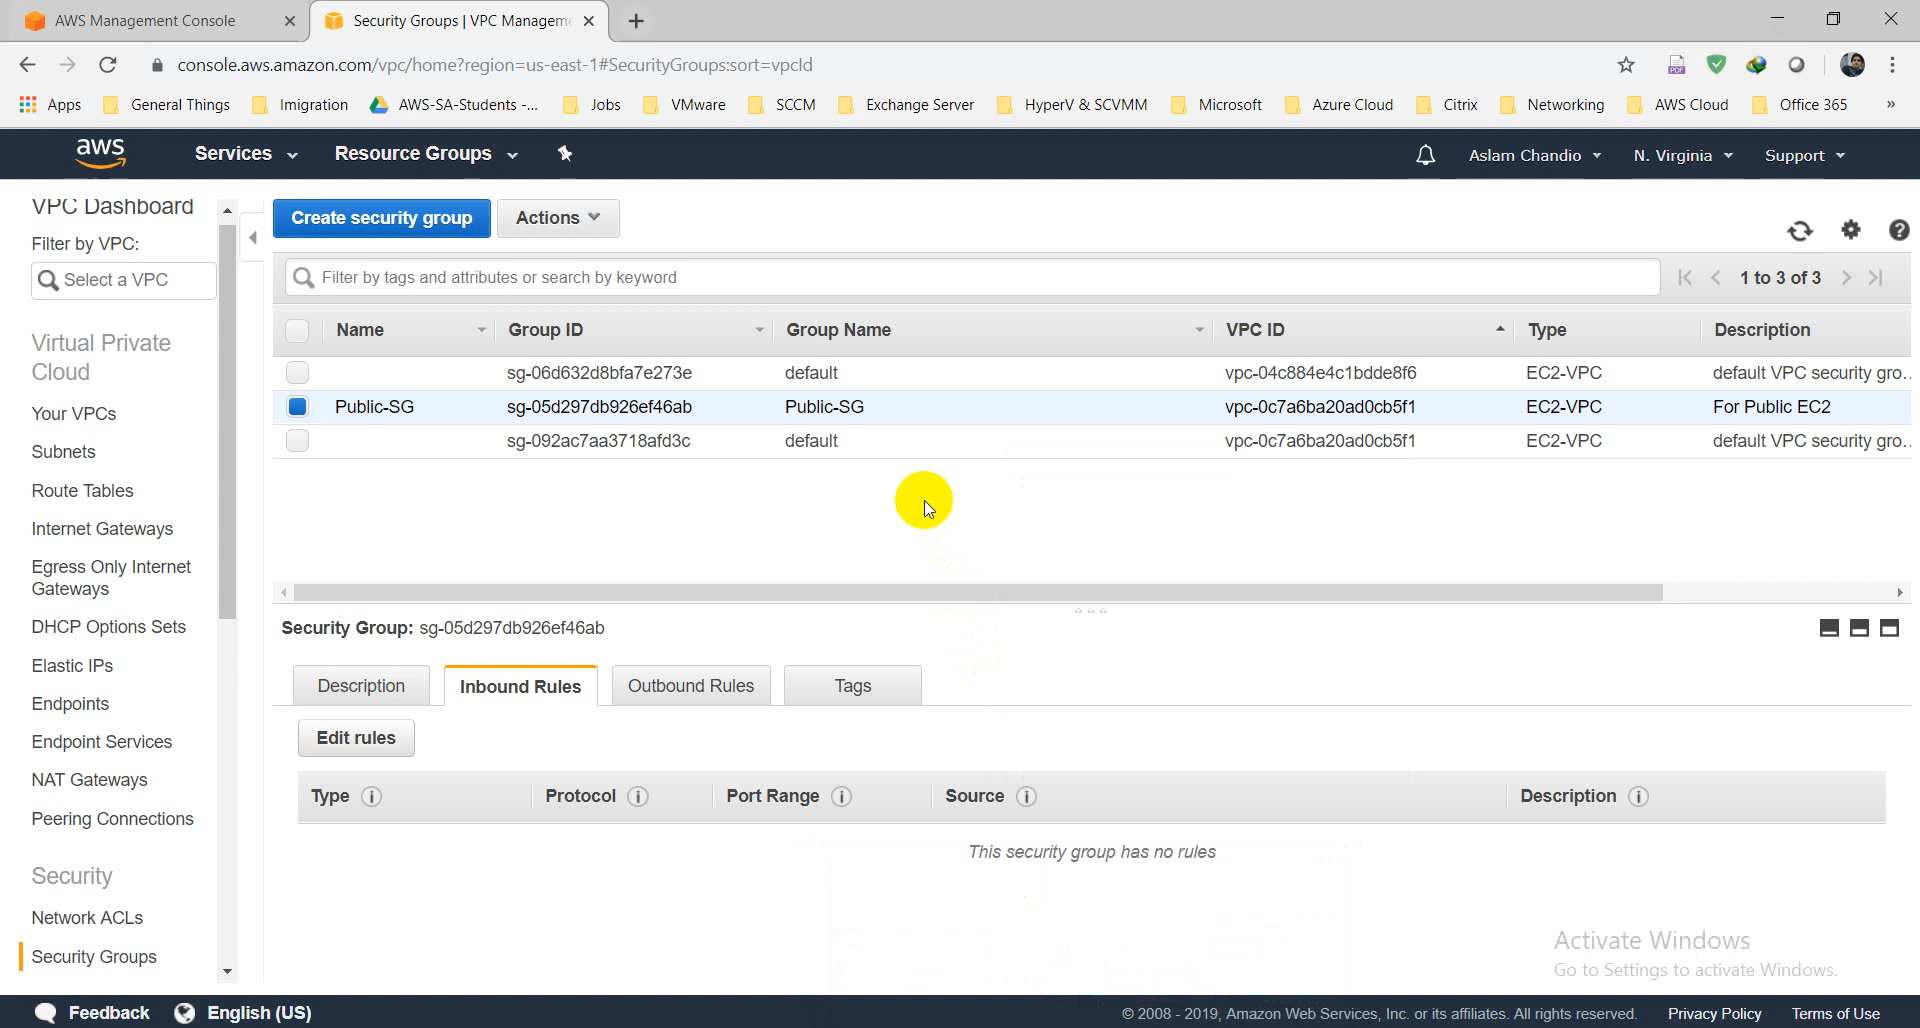 AWS Management Console
Security Groups | VPC Managem
console.aws.amazon.com/vpc/home?region=us-east-1#SecurityGroups:sort=vpcId
Apps General Things Imigration AWS-SA-Students -... Jobs VMware SCCM Exchange Server HyperV & SCVMM Microsoft Azure Cloud Citrix Networking AWS Cloud Office 365 »
aws Services Resource Groups Aslam Chandio N. Virginia Support
VPC Dashboard
Filter by VPC:
Select a VPC
Virtual Private
Cloud
Your VPCs
Subnets
Route Tables
Internet Gateways
Egress Only Internet
Gateways
DHCP Options Sets
Elastic IPs
Endpoints
Endpoint Services
NAT Gateways
Peering Connections
Security
Network ACLs
Security Groups
Create security group Actions
Filter by tags and attributes or search by keyword
1 to 3 of 3
Name Group ID Group Name VPC ID Type Description
sg-06d632d8bfa7e273e default vpc-04c884e4c1bdde8f6 EC2-VPC default VPC security gro...
Public-SG sg-05d297db926ef46ab Public-SG vpc-0c7a6ba20ad0cb5f1 EC2-VPC For Public EC2
sg-092ac7aa3718afd3c default vpc-0c7a6ba20ad0cb5f1 EC2-VPC default VPC security gro...
Security Group: sg-05d297db926ef46ab
Description Inbound Rules Outbound Rules Tags
Edit rules
Type Protocol Port Range Source Description
This security group has no rules
Activate Windows
Go to Settings to activate Windows.
Feedback English (US) © 2008 - 2019, Amazon Web Services, Inc. or its affiliates. All rights reserved. Privacy Policy Terms of Use